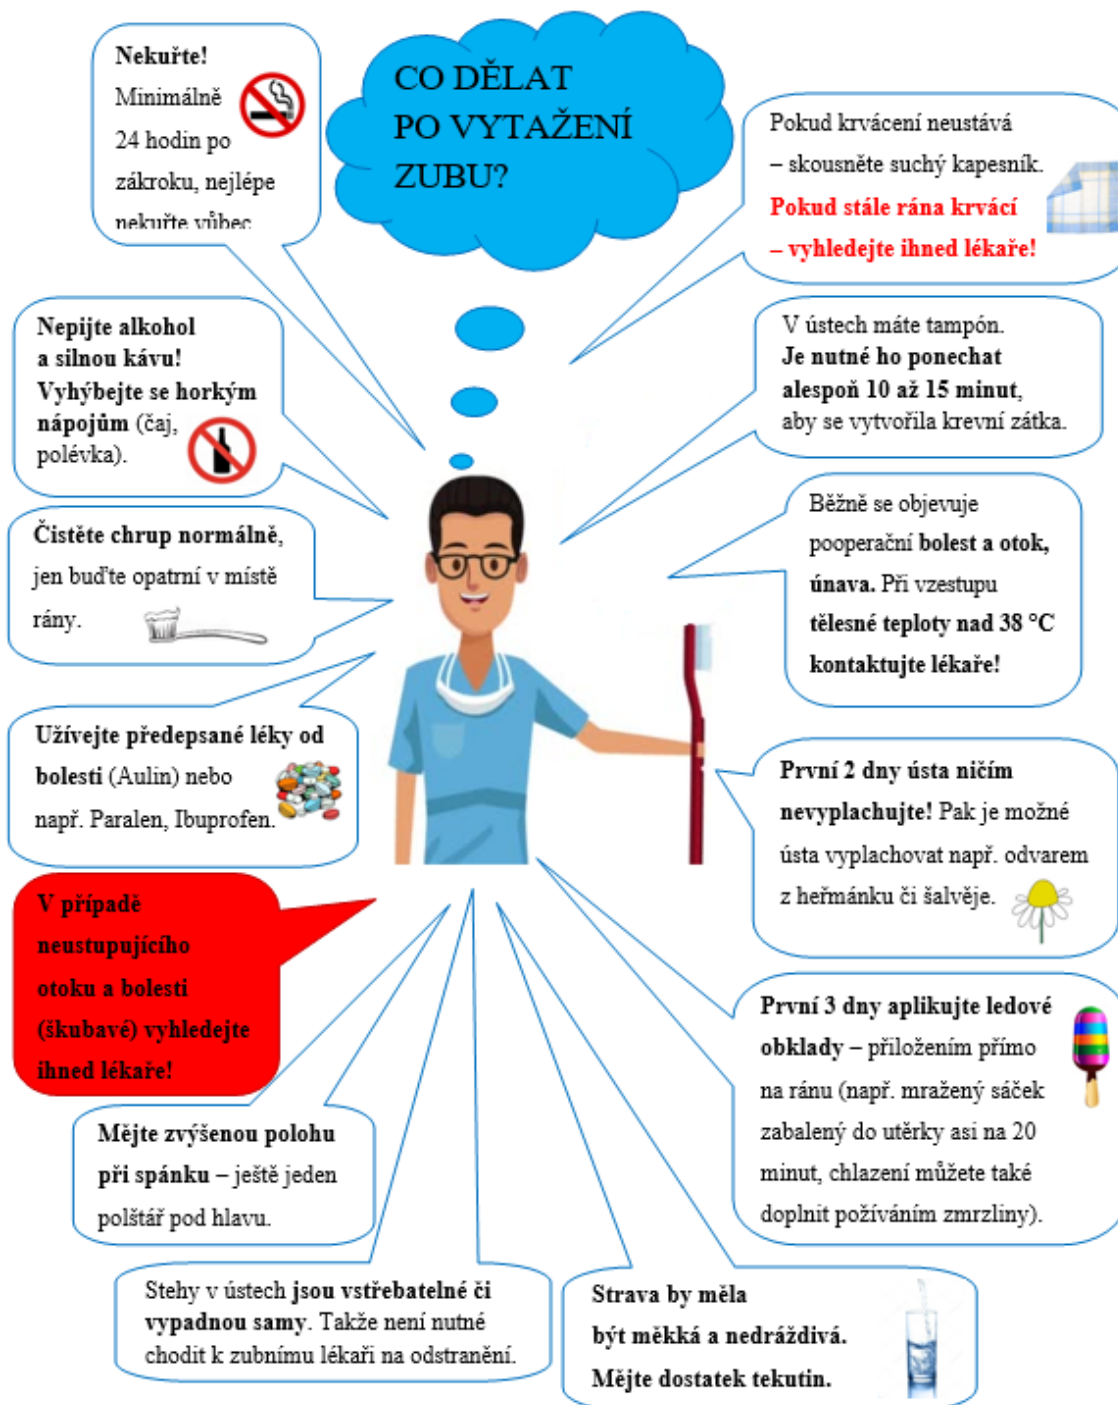 CO DĚLAT
PO VYTAŽENÍ
ZUBU?
Nekuřte!
Minimálně
24 hodin po
zákroku, nejlépe
nekuřte vůbec
Pokud krvácení neustává
– skousněte suchý kapesník.
Pokud stále rána krvácí
– vyhledejte ihned lékaře!
Nepijte alkohol
a silnou kávu!
Vyhýbejte se horkým
nápojům (čaj,
polévka).
V ústech máte tampón.
Je nutné ho ponechat
alespoň 10 až 15 minut,
aby se vytvořila krevní zátka.
Čistěte chrup normálně,
jen buďte opatrní v místě
rány.
Běžně se objevuje
pooperační bolest a otok,
únava. Při vzestupu
tělesné teploty nad 38 °C
kontaktujte lékaře!
Užívejte předepsané léky od
bolesti (Aulin) nebo
např. Paralen, Ibuprofen.
První 2 dny ústa ničím
nevyplachujte! Pak je možné
ústa vyplachovat např. odvarem
z heřmánku či šalvěje.
V případě
neustupujícího
otoku a bolesti
(škubavé) vyhledejte
ihned lékaře!
První 3 dny aplikujte ledové
obklady – přiložením přímo
na ránu (např. mražený sáček
zabalený do utěrky asi na 20
minut, chlazení můžete také
doplnit požíváním zmrzliny).
Mějte zvýšenou polohu
při spánku – ještě jeden
polštář pod hlavu.
Stehy v ústech jsou vstřebatelné či
vypadnou samy. Takže není nutné
chodit k zubnímu lékaři na odstranění.
Strava by měla
být měkká a nedráždivá.
Mějte dostatek tekutin.